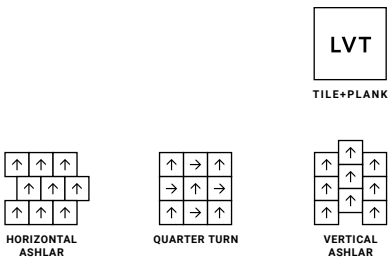 LVT
TILE+PLANK
HORIZONTAL
ASHLAR
QUARTER TURN
VERTICAL
ASHLAR